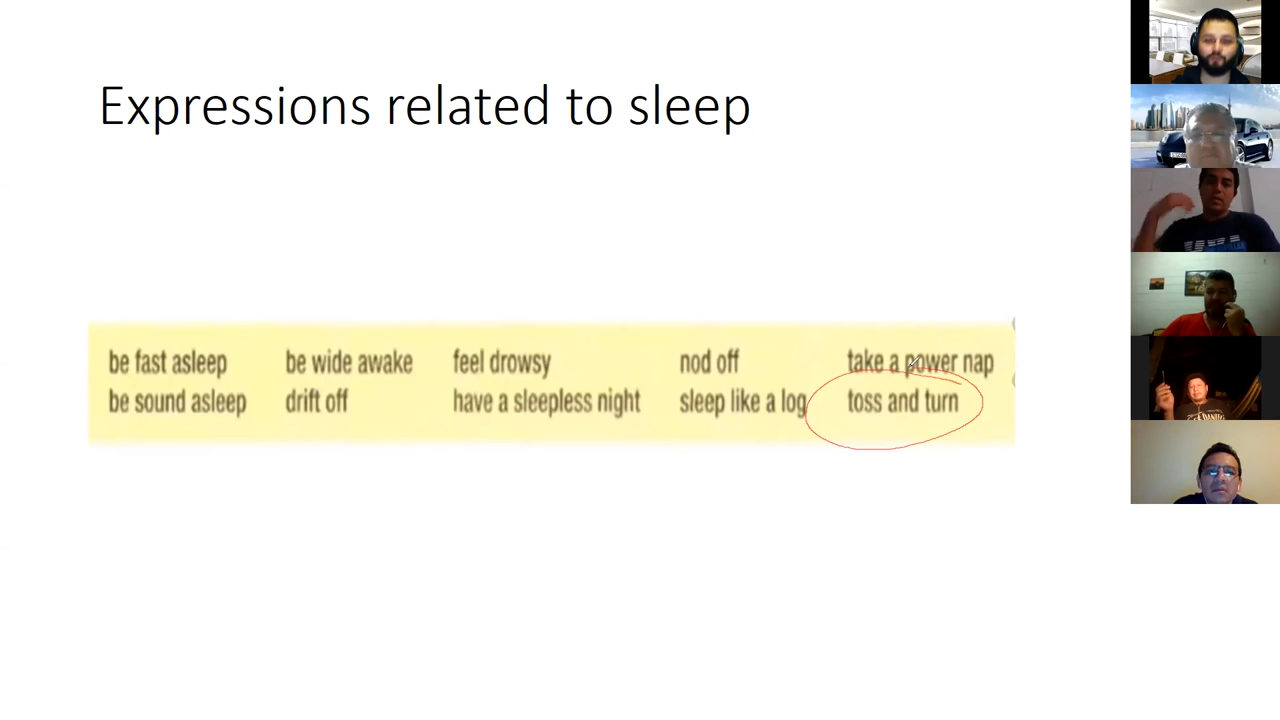 Expressions related to sleep
be fast asleep be wide awake feel drowsy nod off take a power nap
be sound asleep drift off have a sleepless night sleep like a log toss and turn